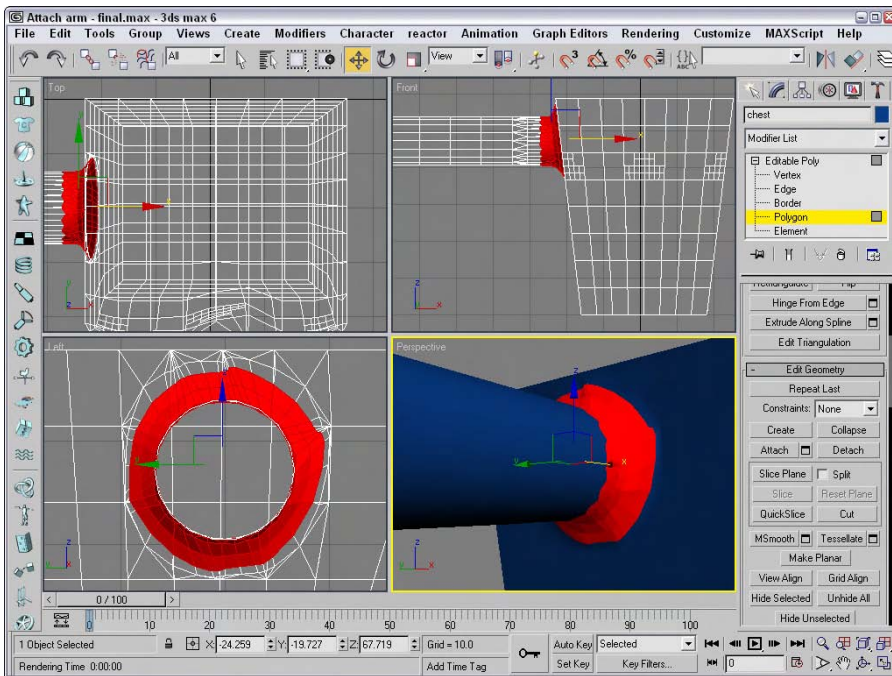 Attach arm - final.max - 3ds max 6
File Edit Tools Group Views Create Modifiers Character reactor Animation Graph Editors Rendering Customize MAXScript Help
All
View
ABC
Top
Front
Left
Perspective
chest
Modifier List
Editable Poly
Vertex
Edge
Border
Polygon
Element
Retriangulate Flip
Hinge From Edge
Extrude Along Spline
Edit Triangulation
- Edit Geometry
Repeat Last
Constraints: None
Create Collapse
Attach Detach
Slice Plane Split
Slice Reset Plane
QuickSlice Cut
MSmooth Tessellate
Make Planar
View Align Grid Align
Hide Selected Unhide All
Hide Unselected
< 0 / 100 >
0 10 20 30 40 50 60 70 80 90 100
1 Object Selected X: -24.259 Y: -19.727 Z: 67.719 Grid = 10.0 Auto Key Selected
Rendering Time 0:00:00 Add Time Tag Set Key Key Filters... 0